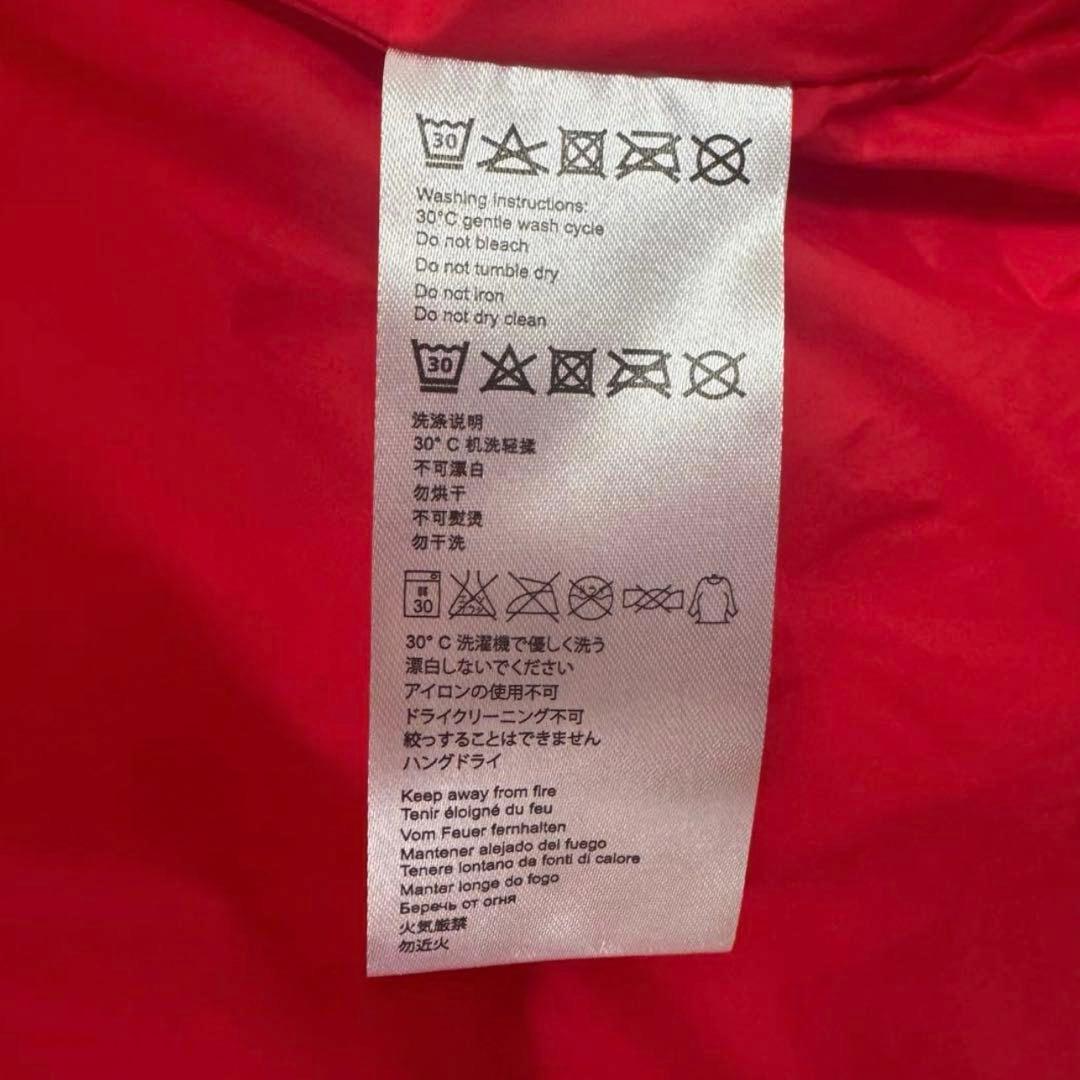 30
Washing Instructions:
30°C gentle wash cycle
Do not bleach
Do not tumble dry
Do not iron
Do not dry clean
30
洗涤说明
30° C 机洗轻揉
不可漂白
勿烘干
不可熨烫
勿干洗
30
30° C 洗濯機で優しく洗う
漂白しないでください
アイロンの使用不可
ドライクリーニング不可
絞っすることはできません
ハングドライ
Keep away from fire
Tenir éloigné du feu
Vom Feuer fernhalten
Mantener alejado del fuego
Tenere lontano da fonti di calore
Manter longe do fogo
Беречь от огня
火気厳禁
勿近火